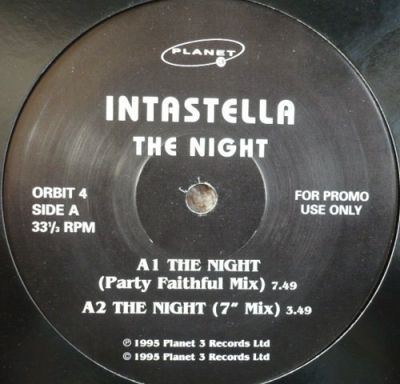 PLANET 3
INTASTELLA
THE NIGHT
ORBIT 4
SIDE A
33⅓ RPM
FOR PROMO
USE ONLY
A1 THE NIGHT
(Party Faithful Mix) 7.49
A2 THE NIGHT (7″ Mix) 3.49
℗ 1995 Planet 3 Records Ltd
© 1995 Planet 3 Records Ltd